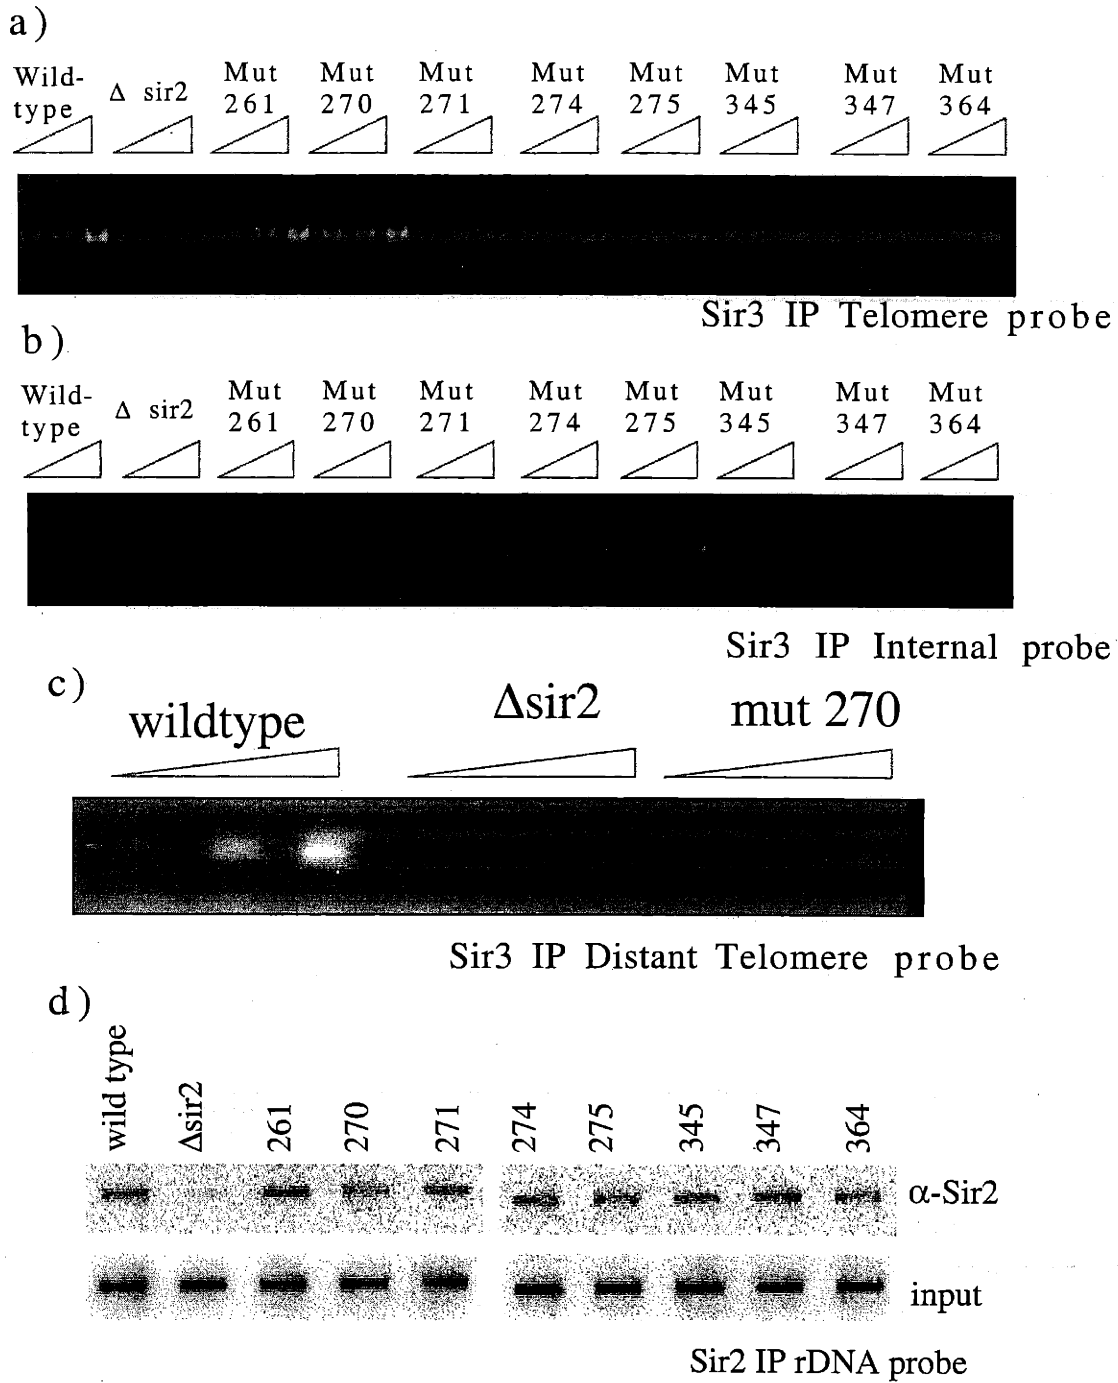 a)
Wild-type Δ sir2 Mut 261 Mut 270 Mut 271 Mut 274 Mut 275 Mut 345 Mut 347 Mut 364
Sir3 IP Telomere probe
b)
Wild-type Δ sir2 Mut 261 Mut 270 Mut 271 Mut 274 Mut 275 Mut 345 Mut 347 Mut 364
Sir3 IP Internal probe
c)
wildtype Δsir2 mut 270
Sir3 IP Distant Telomere probe
d)
wild type Δsir2 261 270 271 274 275 345 347 364
α-Sir2
input
Sir2 IP rDNA probe